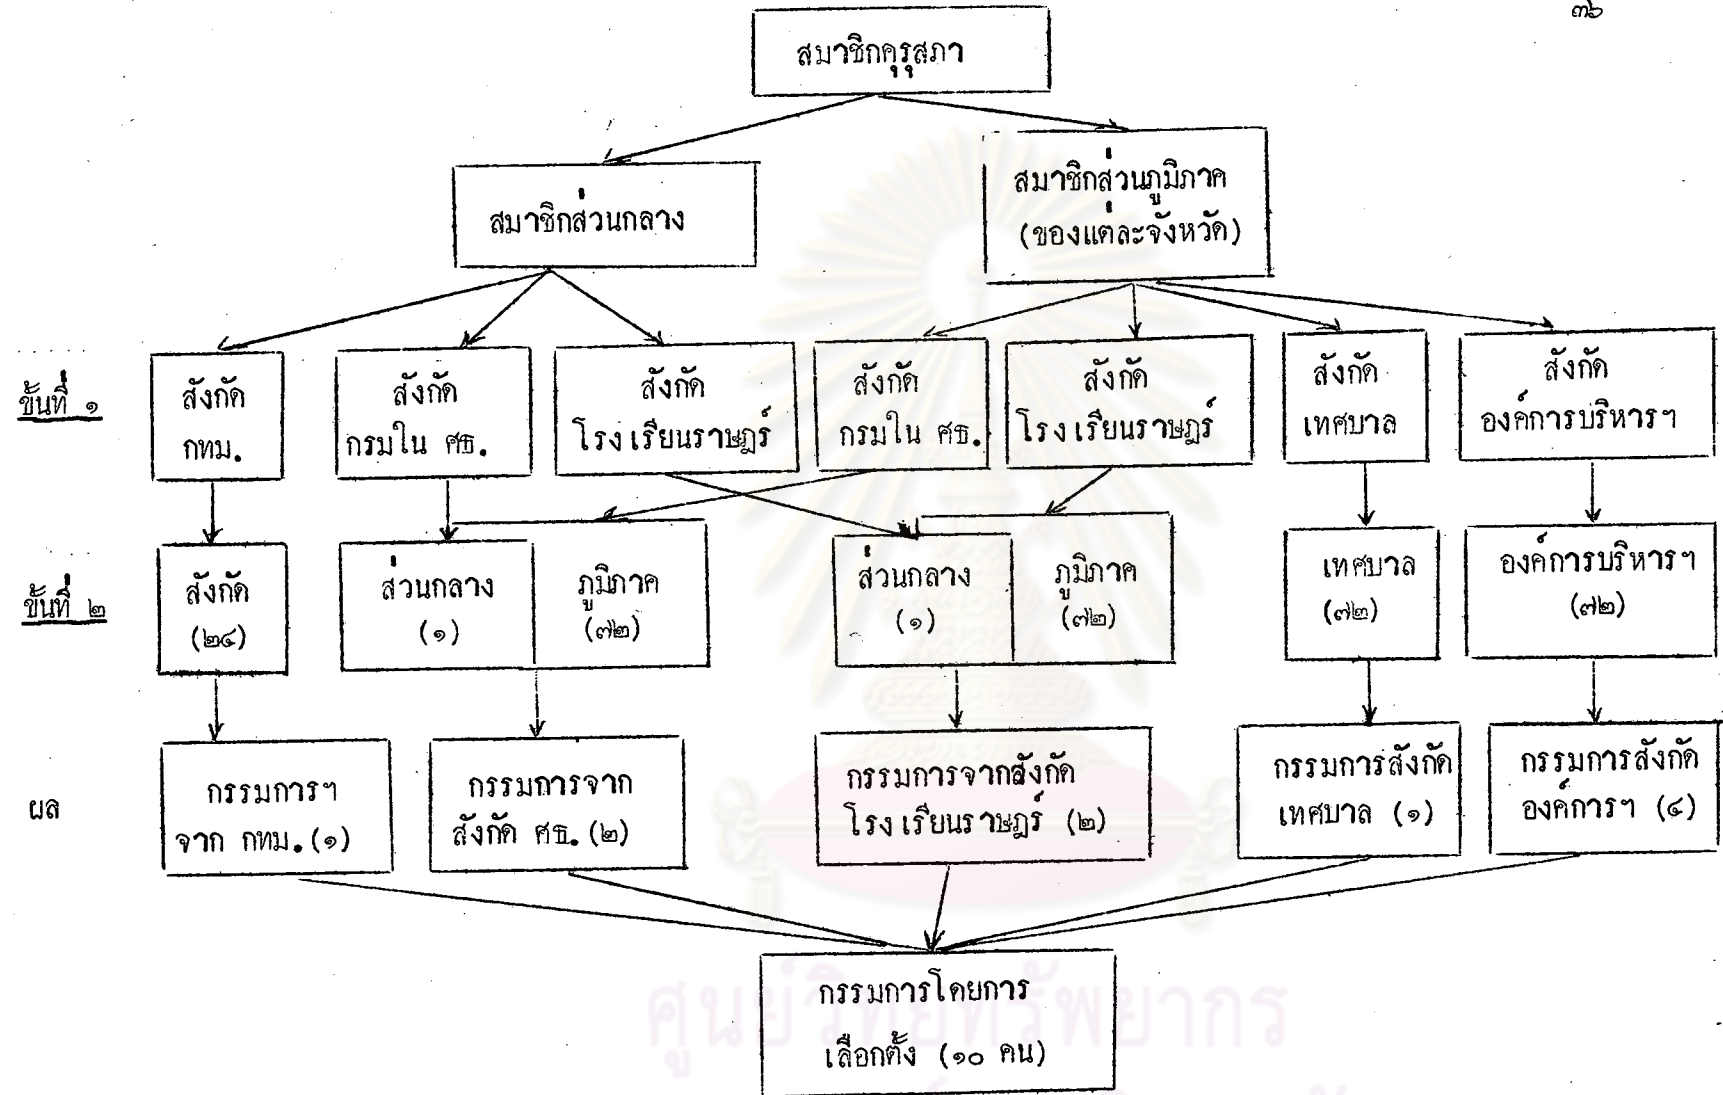 ๓๖
สมาชิกคุรุสภา
สมาชิกส่วนกลาง
สมาชิกส่วนภูมิภาค
(ของแต่ละจังหวัด)
ขั้นที่ ๑
สังกัด
กทม.
สังกัด
กรมใน ศธ.
สังกัด
โรงเรียนราษฎร์
สังกัด
กรมใน ศธ.
สังกัด
โรงเรียนราษฎร์
สังกัด
เทศบาล
สังกัด
องค์การบริหารฯ
ขั้นที่ ๒
สังกัด
(๒๔)
ส่วนกลาง
(๑)
ภูมิภาค
(๗๒)
ส่วนกลาง
(๑)
ภูมิภาค
(๗๒)
เทศบาล
(๗๒)
องค์การบริหารฯ
(๗๒)
ผล
กรรมการฯ
จาก กทม.(๑)
กรรมการจาก
สังกัด ศธ.(๒)
กรรมการจากสังกัด
โรงเรียนราษฎร์ (๒)
กรรมการสังกัด
เทศบาล (๑)
กรรมการสังกัด
องค์การฯ (๔)
กรรมการโดยการ
เลือกตั้ง (๑๐ คน)
ศูนย์วิทยทรัพยากร